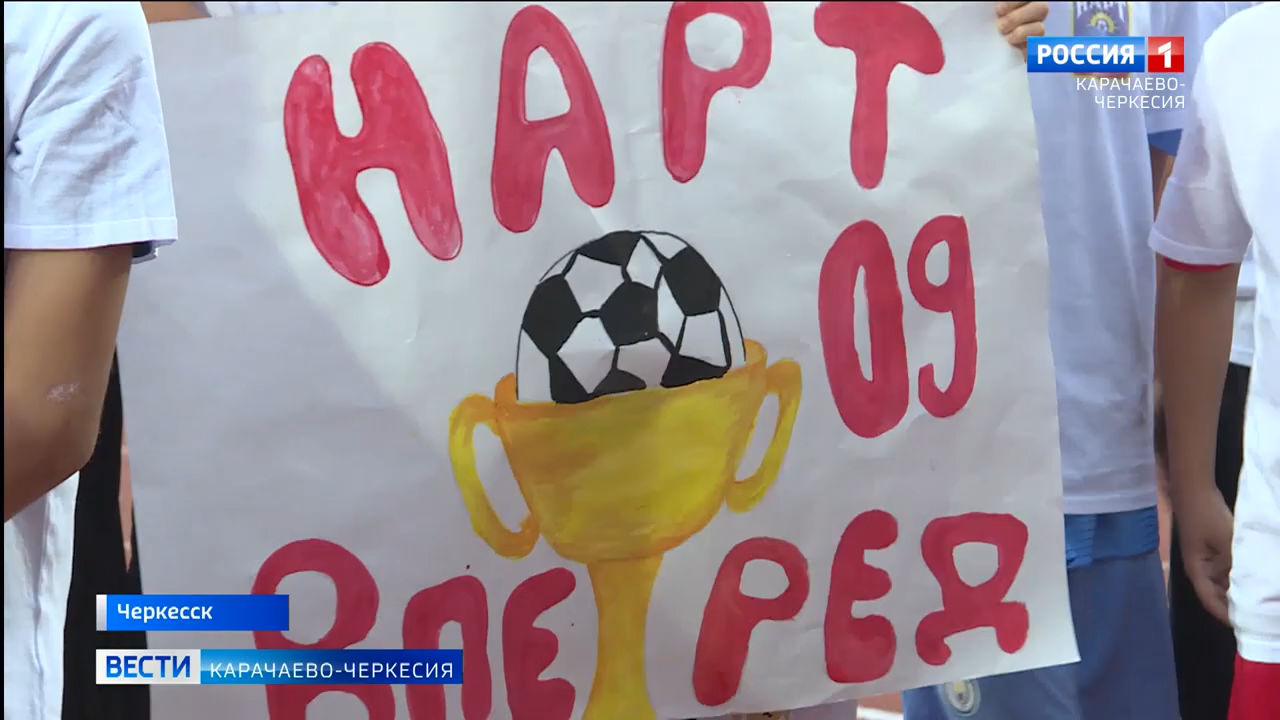 НАРТ
09
ВПЕРЕД
РОССИЯ 1
КАРАЧАЕВО-
ЧЕРКЕСИЯ
Черкесск
ВЕСТИ КАРАЧАЕВО-ЧЕРКЕСИЯ